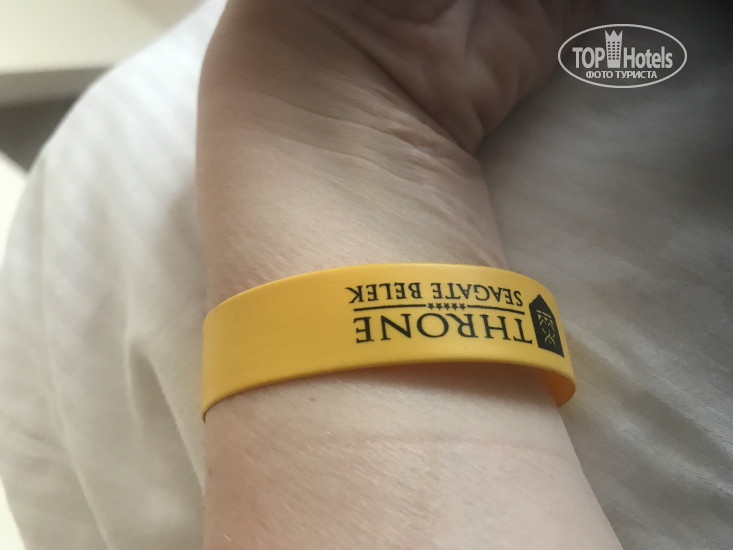 TOP Hotels
ФОТО ТУРИСТА
THRONE
★★★★★
SEAGATE BELEK